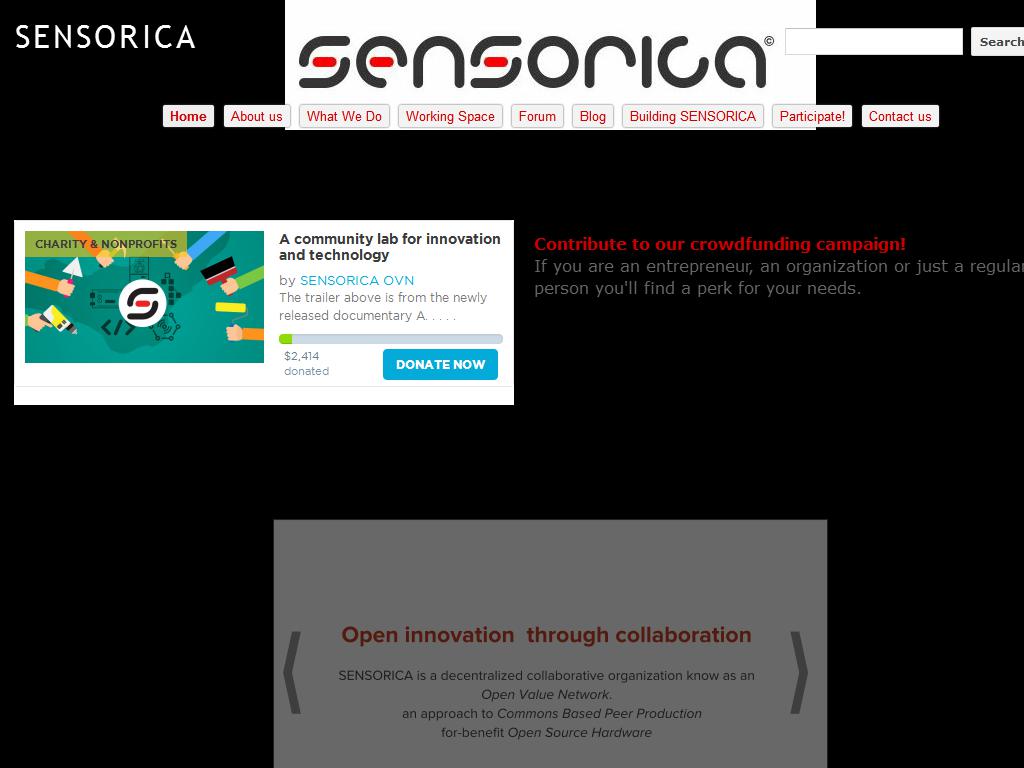 SENSORICA
sensorica©
Search
Home About us What We Do Working Space Forum Blog Building SENSORICA Participate! Contact us
CHARITY & NONPROFITS
A community lab for innovation
and technology
by SENSORICA OVN
The trailer above is from the newly
released documentary A. . . . .
$2,414
donated
DONATE NOW
Contribute to our crowdfunding campaign!
If you are an entrepreneur, an organization or just a regular
person you'll find a perk for your needs.
Open innovation through collaboration
SENSORICA is a decentralized collaborative organization know as an
Open Value Network.
an approach to Commons Based Peer Production
for-benefit Open Source Hardware